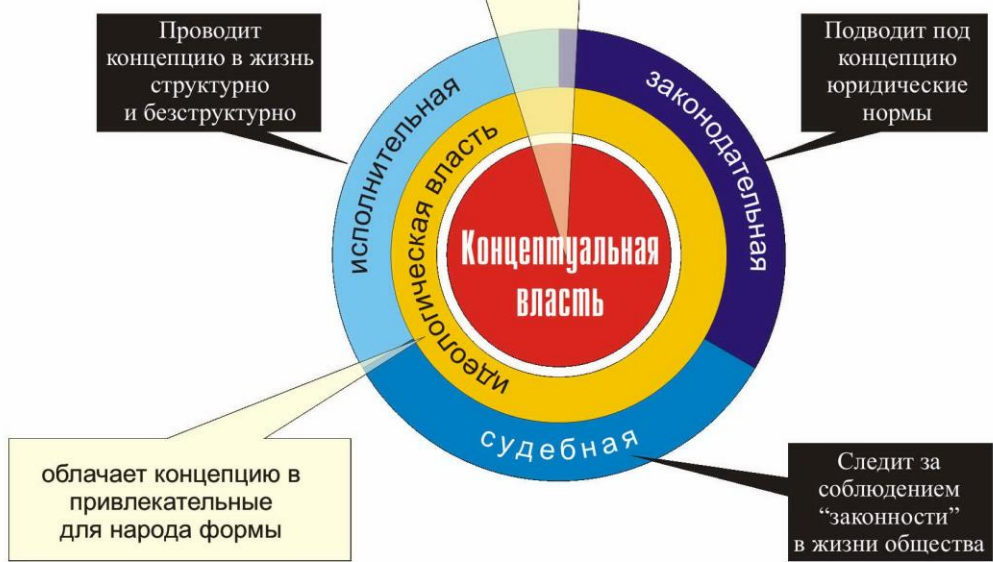 Проводит
концепцию в жизнь
структурно
и безструктурно
Подводит под
концепцию
юридические
нормы
исполнительная
законодательная
идеологическая власть
Концептуальная
власть
судебная
облачает концепцию в
привлекательные
для народа формы
Следит за
соблюдением
“законности”
в жизни общества